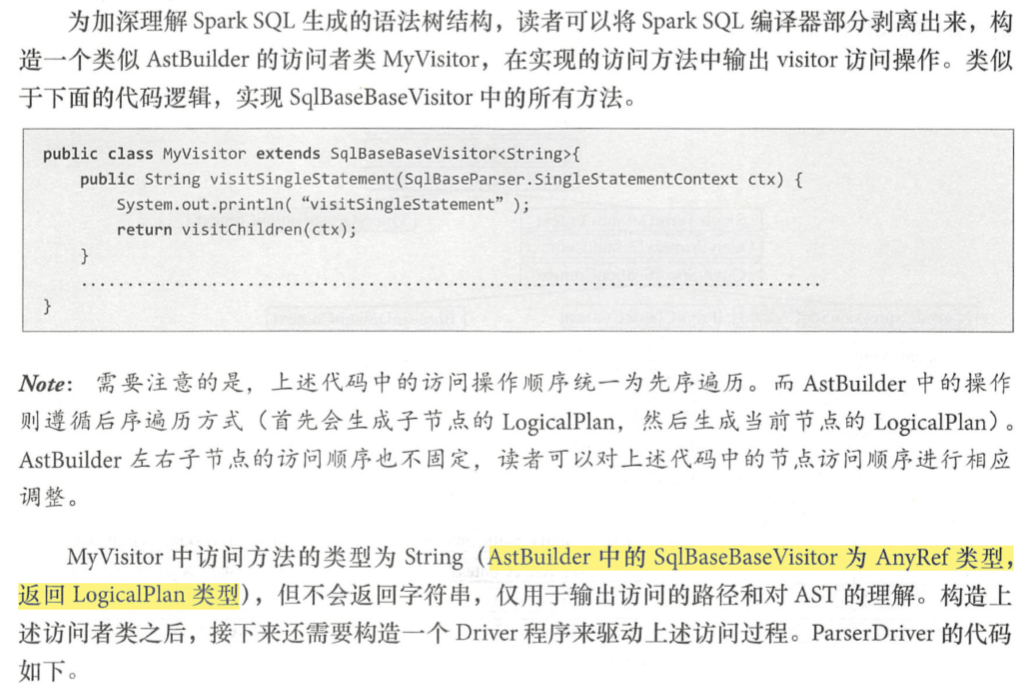 为加深理解 Spark SQL 生成的语法树结构，读者可以将 Spark SQL 编译器部分剥离出来，构
造一个类似 AstBuilder 的访问者类 MyVisitor，在实现的访问方法中输出 visitor 访问操作。类似
于下面的代码逻辑，实现 SqlBaseBaseVisitor 中的所有方法。
public class MyVisitor extends SqlBaseBaseVisitor<String>{
    public String visitSingleStatement(SqlBaseParser.SingleStatementContext ctx) {
        System.out.println( “visitSingleStatement” );
        return visitChildren(ctx);
    }
    ..................................................................................
}
Note： 需要注意的是，上述代码中的访问操作顺序统一为先序遍历。而 AstBuilder 中的操作
则遵循后序遍历方式（首先会生成子节点的 LogicalPlan，然后生成当前节点的 LogicalPlan）。
AstBuilder 左右子节点的访问顺序也不固定，读者可以对上述代码中的节点访问顺序进行相应
调整。
MyVisitor 中访问方法的类型为 String（AstBuilder 中的 SqlBaseBaseVisitor 为 AnyRef 类型，
返回 LogicalPlan 类型），但不会返回字符串，仅用于输出访问的路径和对 AST 的理解。构造上
述访问者类之后，接下来还需要构造一个 Driver 程序来驱动上述访问过程。ParserDriver 的代码
如下。